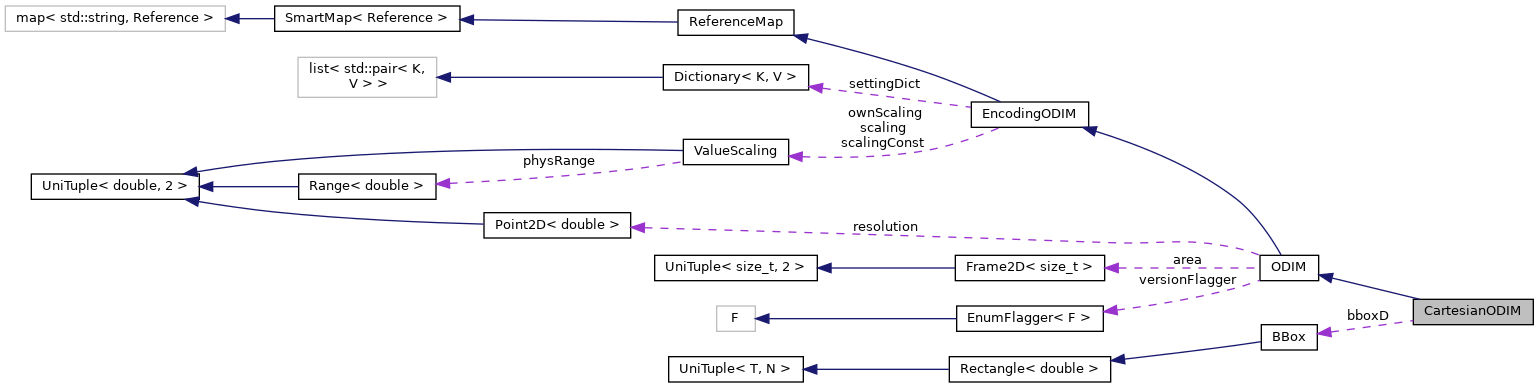 map< std::string, Reference >
SmartMap< Reference >
ReferenceMap
list< std::pair< K,
V > >
Dictionary< K, V >
settingDict
EncodingODIM
ownScaling
scaling
scalingConst
ValueScaling
physRange
UniTuple< double, 2 >
Range< double >
Point2D< double >
resolution
UniTuple< size_t, 2 >
Frame2D< size_t >
area
ODIM
versionFlagger
F
EnumFlagger< F >
bboxD
CartesianODIM
BBox
UniTuple< T, N >
Rectangle< double >